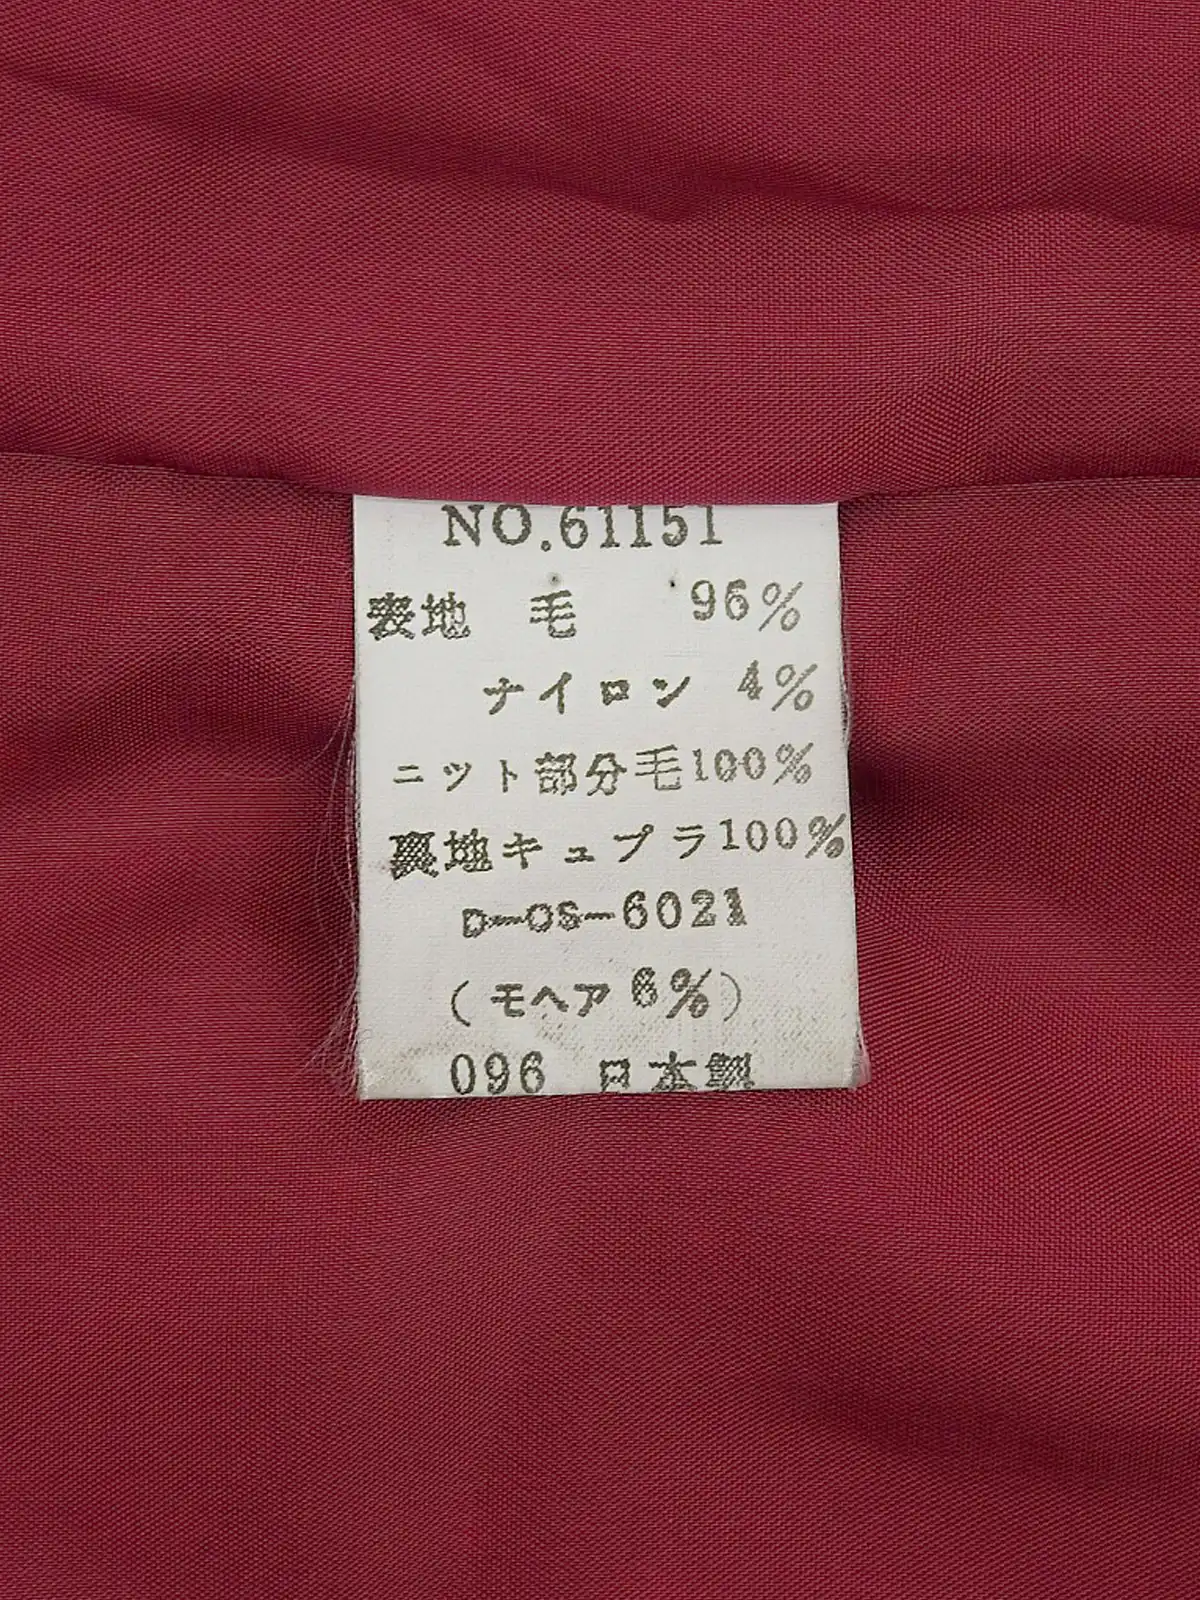 NO.61151
表地 毛 96%
ナイロン 4%
ニット部分毛100%
裏地キュプラ100%
D-OS-6021
(モヘア 6%)
096 日本製